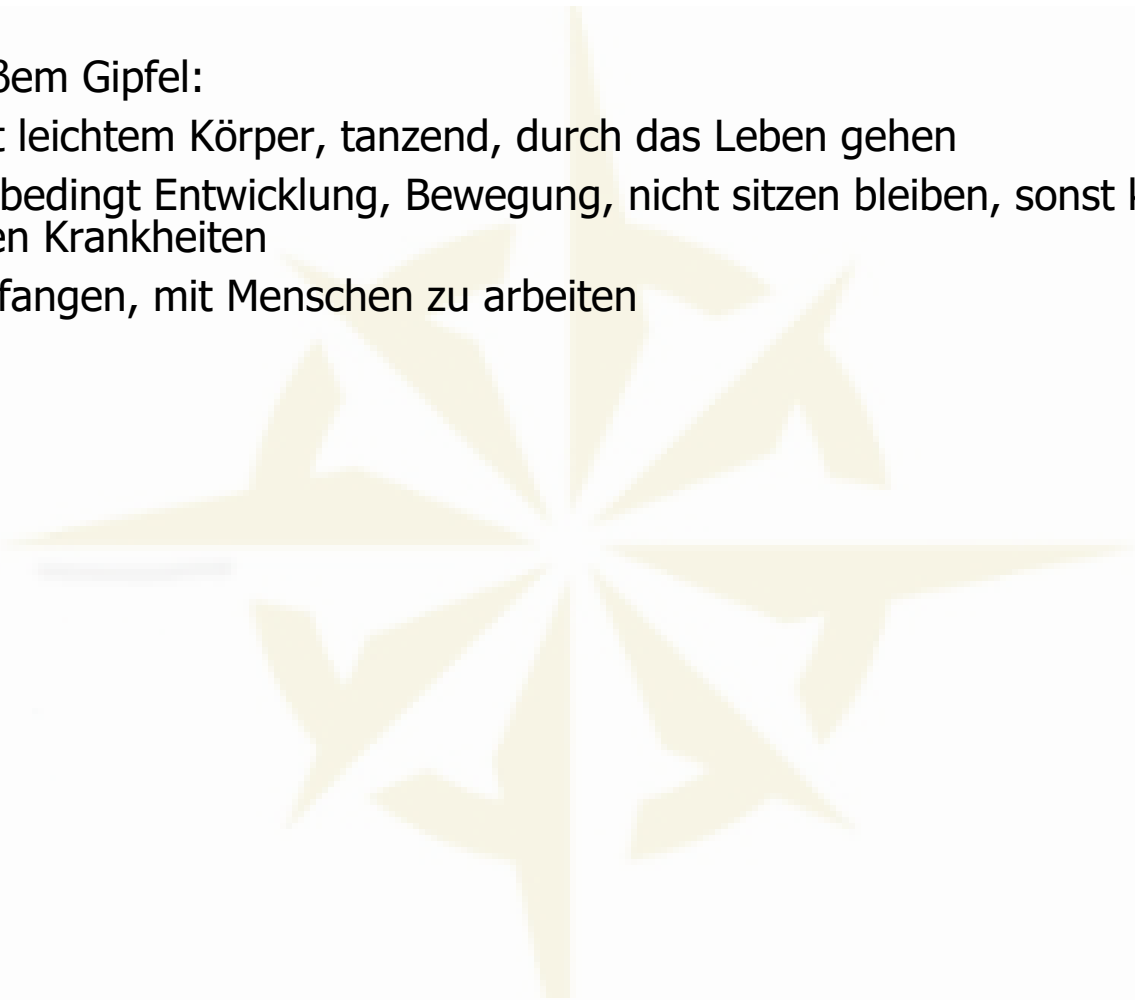 ßem Gipfel:
t leichtem Körper, tanzend, durch das Leben gehen
bedingt Entwicklung, Bewegung, nicht sitzen bleiben, sonst k
en Krankheiten
fangen, mit Menschen zu arbeiten